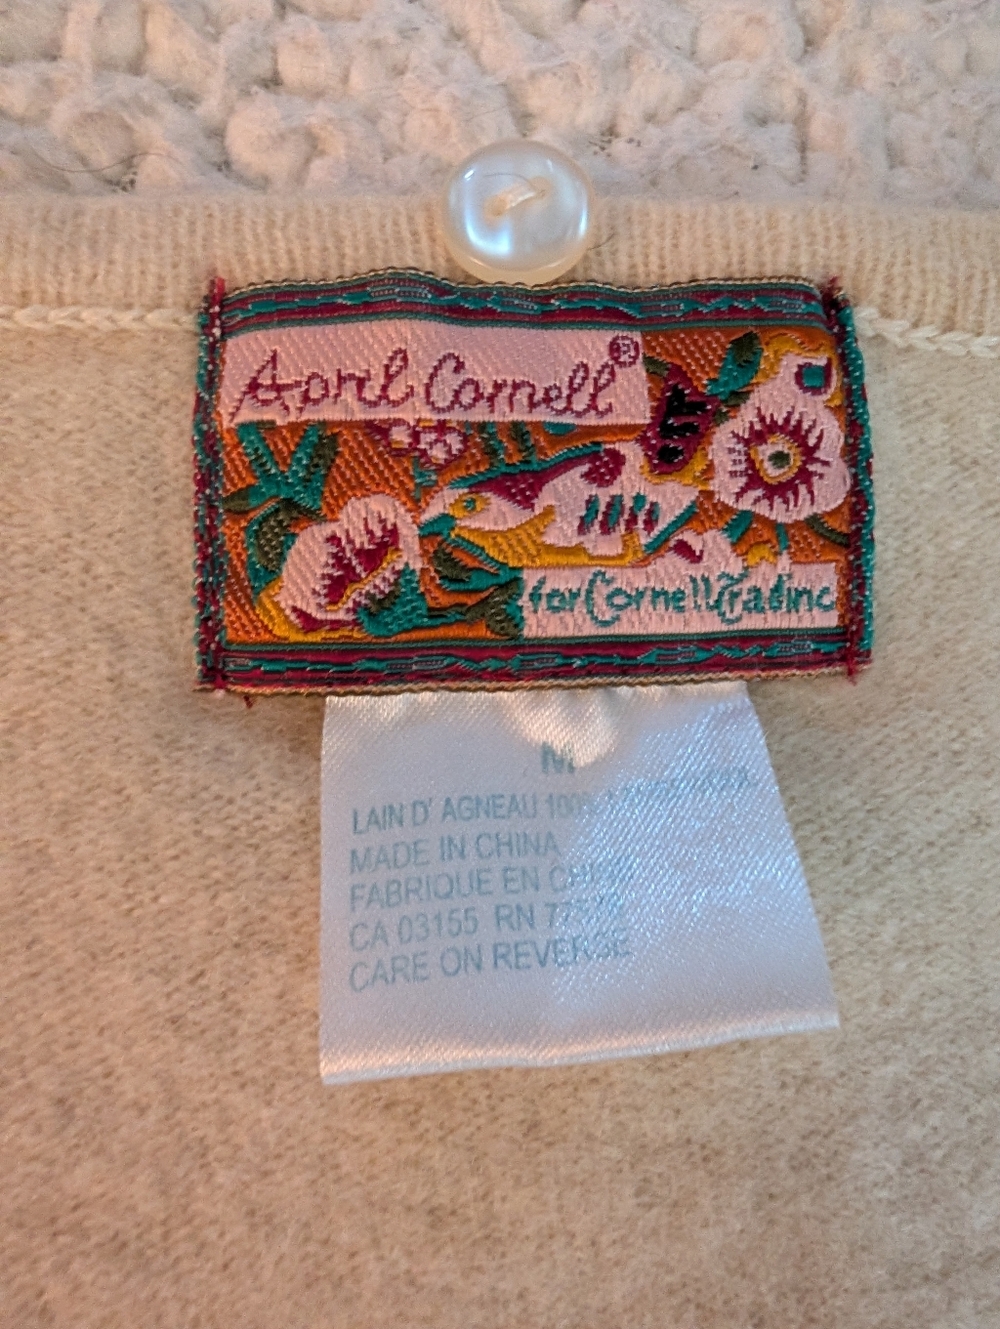 April Cornell®
for Cornell Trading
M
LAIN D' AGNEAU 100%
MADE IN CHINA
FABRIQUE EN CHINE
CA 03155 RN
CARE ON REVERSE